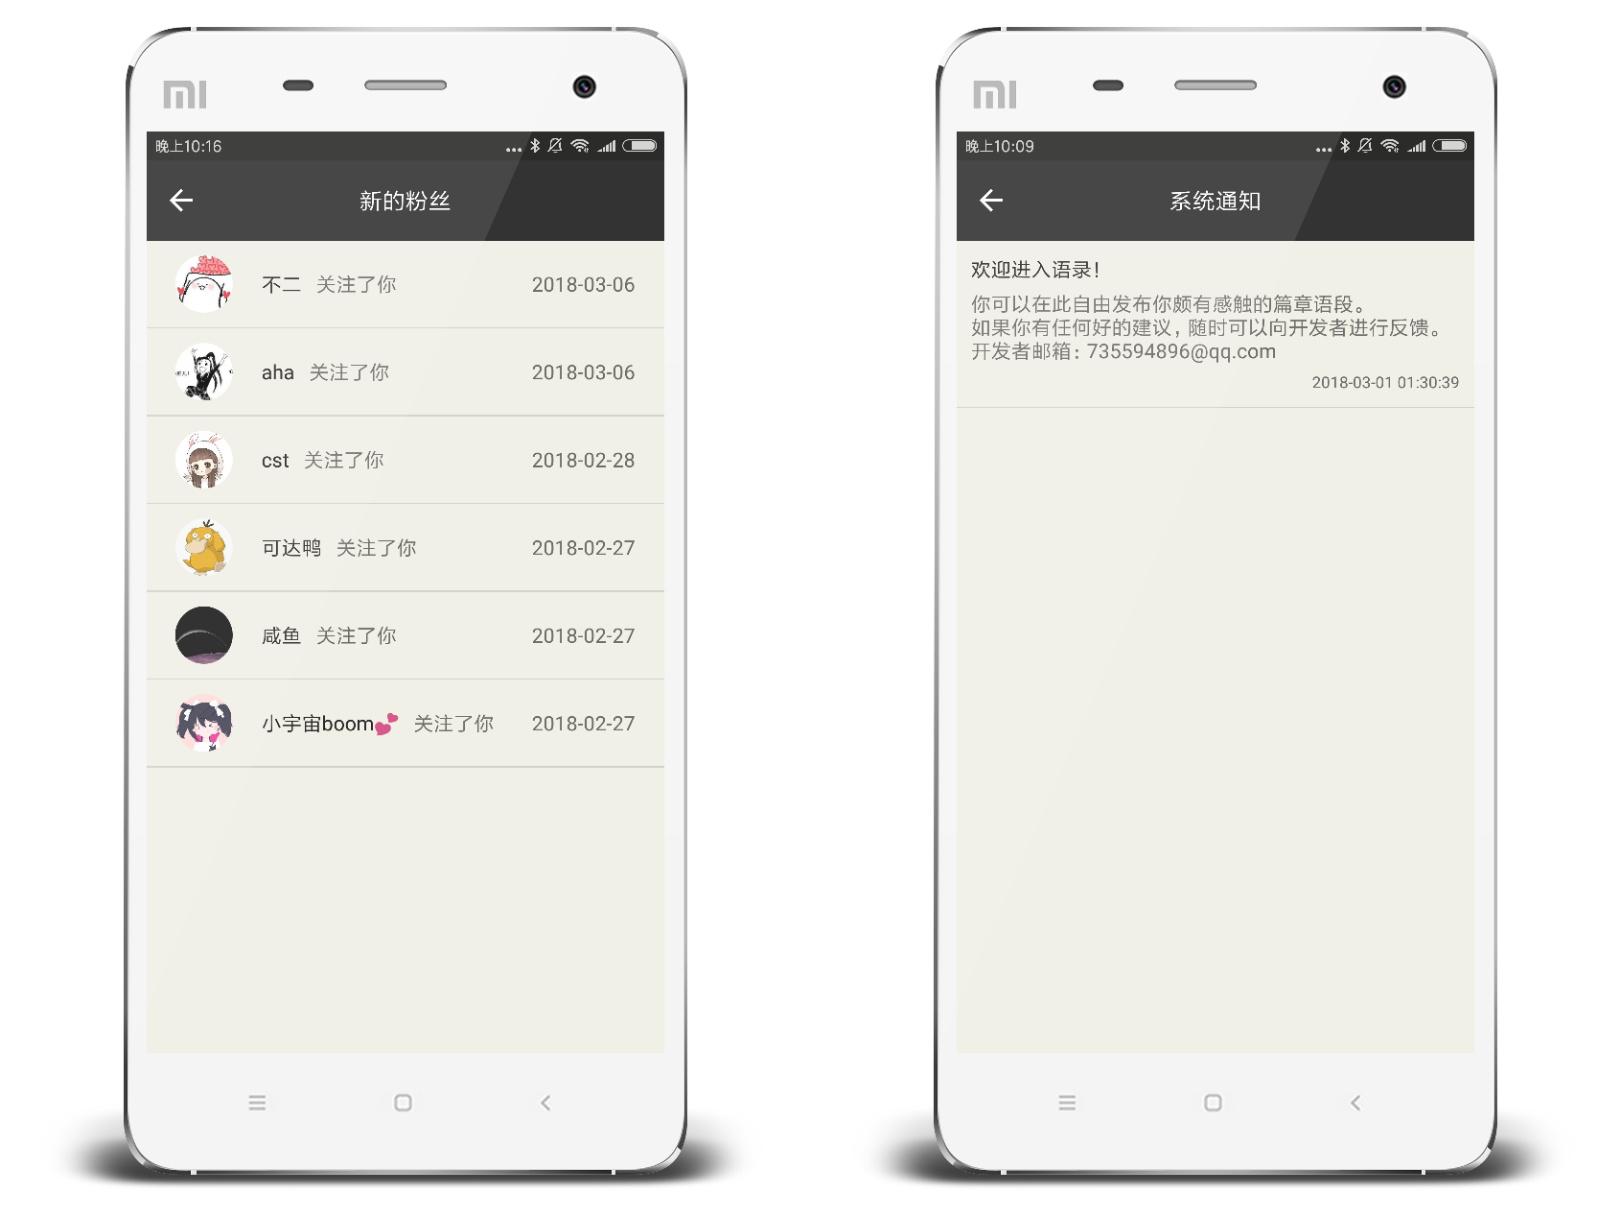 MI
晚上10:16
新的粉丝
不二 关注了你 2018-03-06
aha 关注了你 2018-03-06
cst 关注了你 2018-02-28
可达鸭 关注了你 2018-02-27
咸鱼 关注了你 2018-02-27
小宇宙boom💕 关注了你 2018-02-27
MI
晚上10:09
系统通知
欢迎进入语录!
你可以在此自由发布你颇有感触的篇章语段。
如果你有任何好的建议,随时可以向开发者进行反馈。
开发者邮箱:735594896@qq.com
2018-03-01 01:30:39